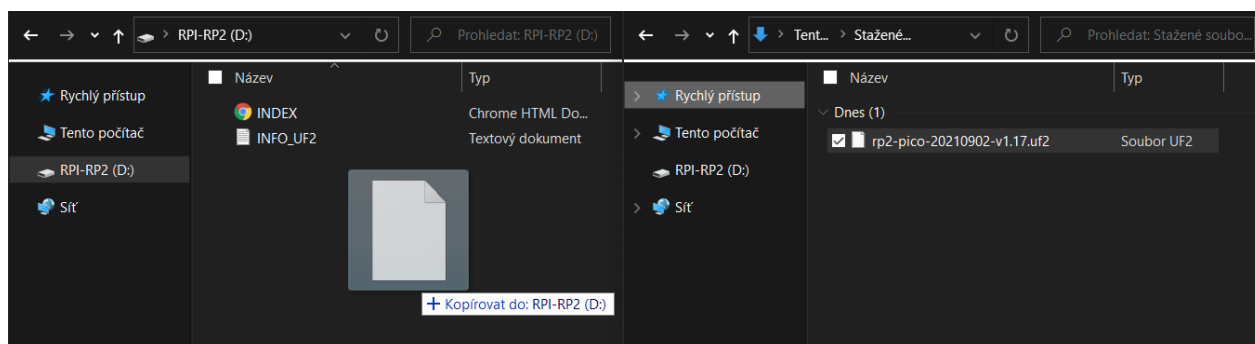 RPI-RP2 (D:)
Prohledat: RPI-RP2 (D:)
Rychlý přístup
Tento počítač
RPI-RP2 (D:)
Síť
Název
Typ
INDEX
Chrome HTML Do...
INFO_UF2
Textový dokument
Kopírovat do: RPI-RP2 (D:)
Tent... > Stažené...
Prohledat: Stažené soubo...
Rychlý přístup
Tento počítač
RPI-RP2 (D:)
Síť
Název
Typ
Dnes (1)
rp2-pico-20210902-v1.17.uf2
Soubor UF2